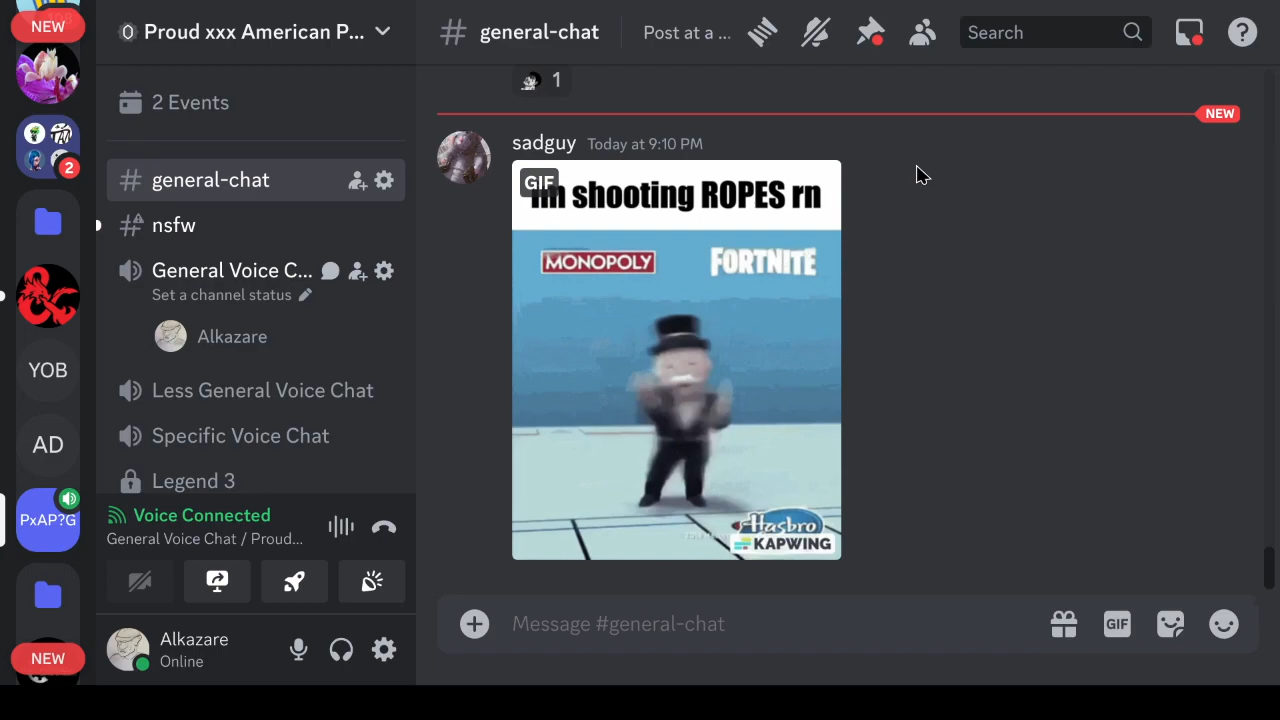 NEW
2
YOB
AD
PxAP?G
NEW
Proud xxx American P...
2 Events
general-chat
nsfw
General Voice C...
Set a channel status
Alkazare
Less General Voice Chat
Specific Voice Chat
Legend 3
Voice Connected
General Voice Chat / Proud...
Alkazare
Online
general-chat
Post at a ...
Search
1
NEW
sadguy Today at 9:10 PM
GIF
im shooting ROPES rn
MONOPOLY
FORTNITE
Hasbro
KAPWING
Message #general-chat
GIF